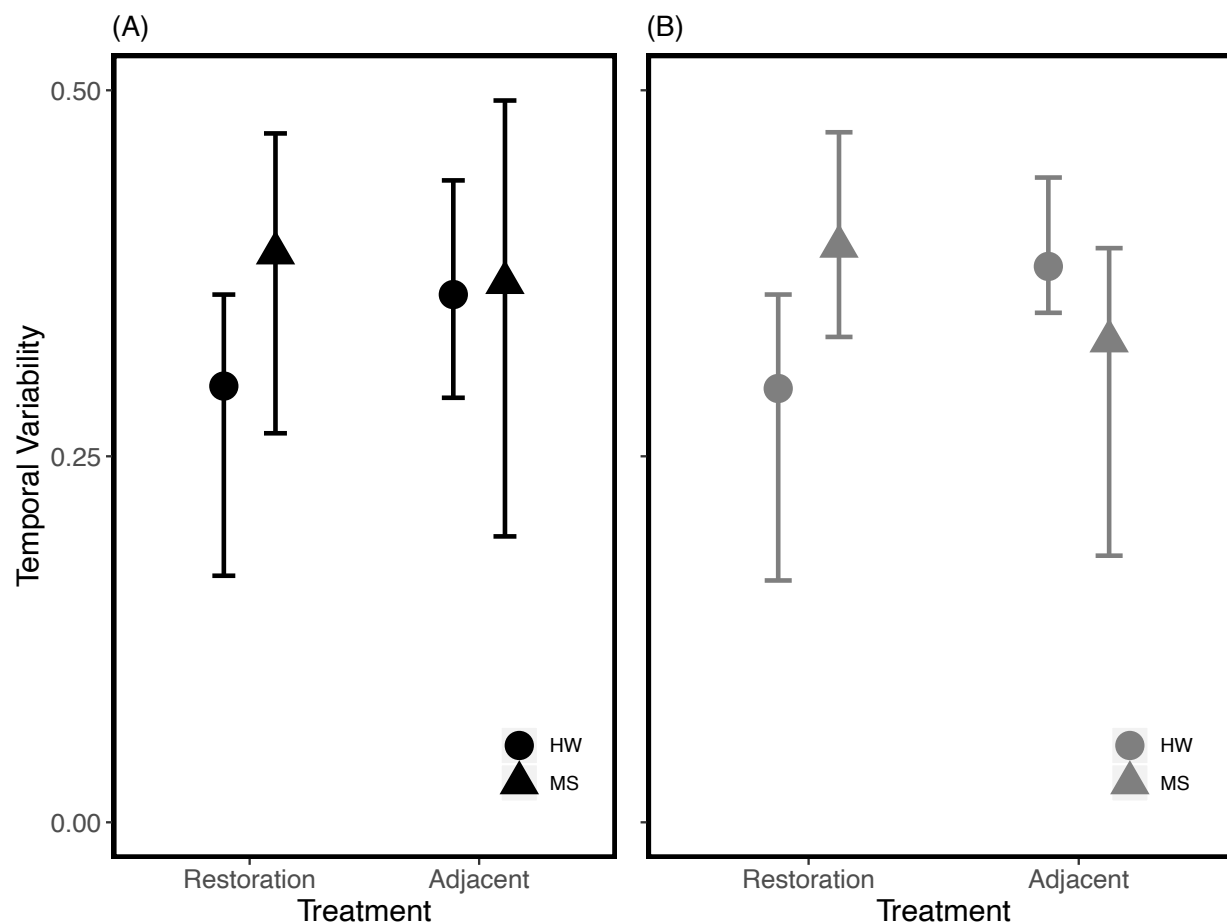 (A)
(B)
Temporal Variability
0.50
0.25
0.00
HW
MS
HW
MS
Restoration
Adjacent
Restoration
Adjacent
Treatment
Treatment